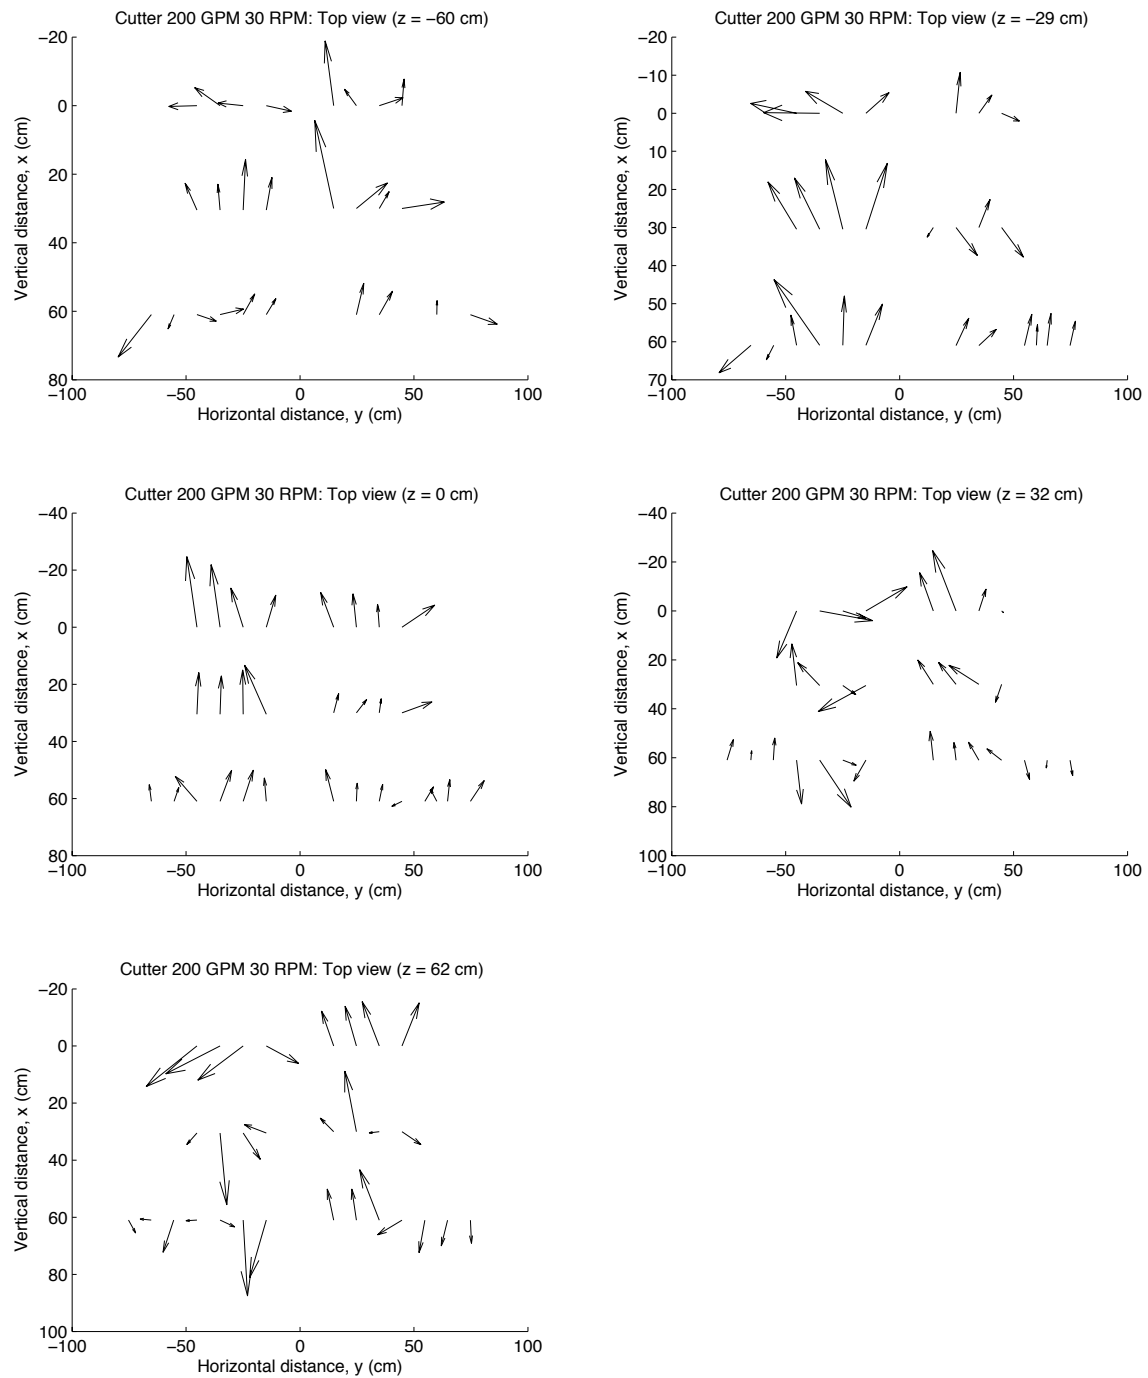 Cutter 200 GPM 30 RPM: Top view (z = −60 cm)
−20
0
20
40
60
80
Vertical distance, x (cm)
−100 −50 0 50 100
Horizontal distance, y (cm)
Cutter 200 GPM 30 RPM: Top view (z = −29 cm)
−20
−10
0
10
20
30
40
50
60
70
Vertical distance, x (cm)
−100 −50 0 50 100
Horizontal distance, y (cm)
Cutter 200 GPM 30 RPM: Top view (z = 0 cm)
−40
−20
0
20
40
60
80
Vertical distance, x (cm)
−100 −50 0 50 100
Horizontal distance, y (cm)
Cutter 200 GPM 30 RPM: Top view (z = 32 cm)
−40
−20
0
20
40
60
80
100
Vertical distance, x (cm)
−100 −50 0 50 100
Horizontal distance, y (cm)
Cutter 200 GPM 30 RPM: Top view (z = 62 cm)
−20
0
20
40
60
80
100
Vertical distance, x (cm)
−100 −50 0 50 100
Horizontal distance, y (cm)